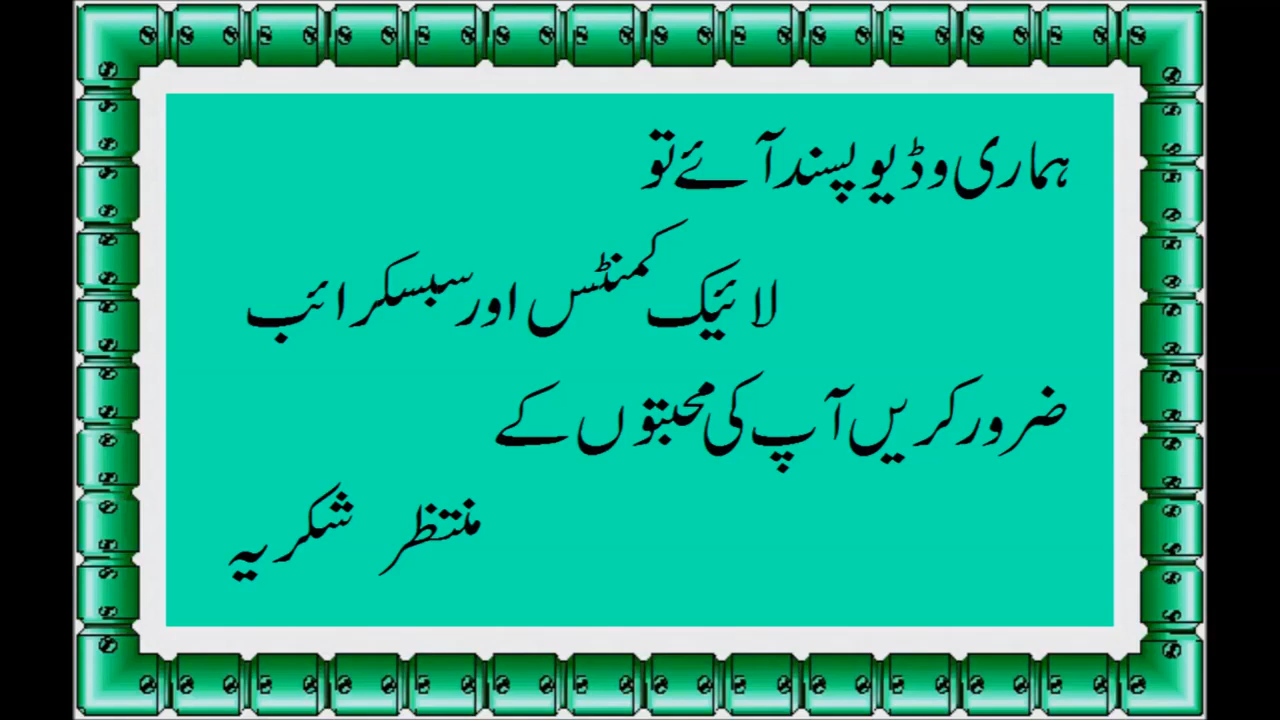 ہماری وڈیو پسند آئے تو
لائیک کمنٹس اور سبسکرائب
ضرور کریں آپ کی محبتوں کے
منتظر شکریہ